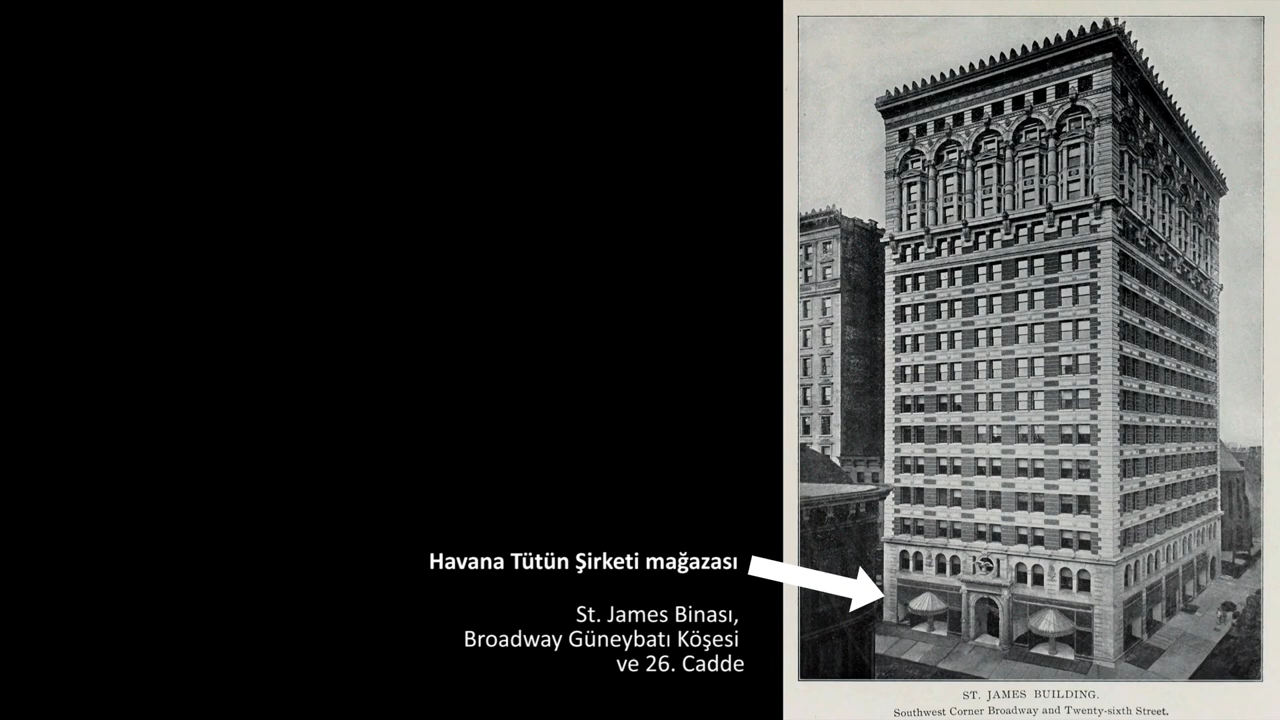 Havana Tütün Şirketi mağazası
St. James Binası,
Broadway Güneybatı Köşesi
ve 26. Cadde
ST. JAMES BUILDING.
Southwest Corner Broadway and Twenty-sixth Street.